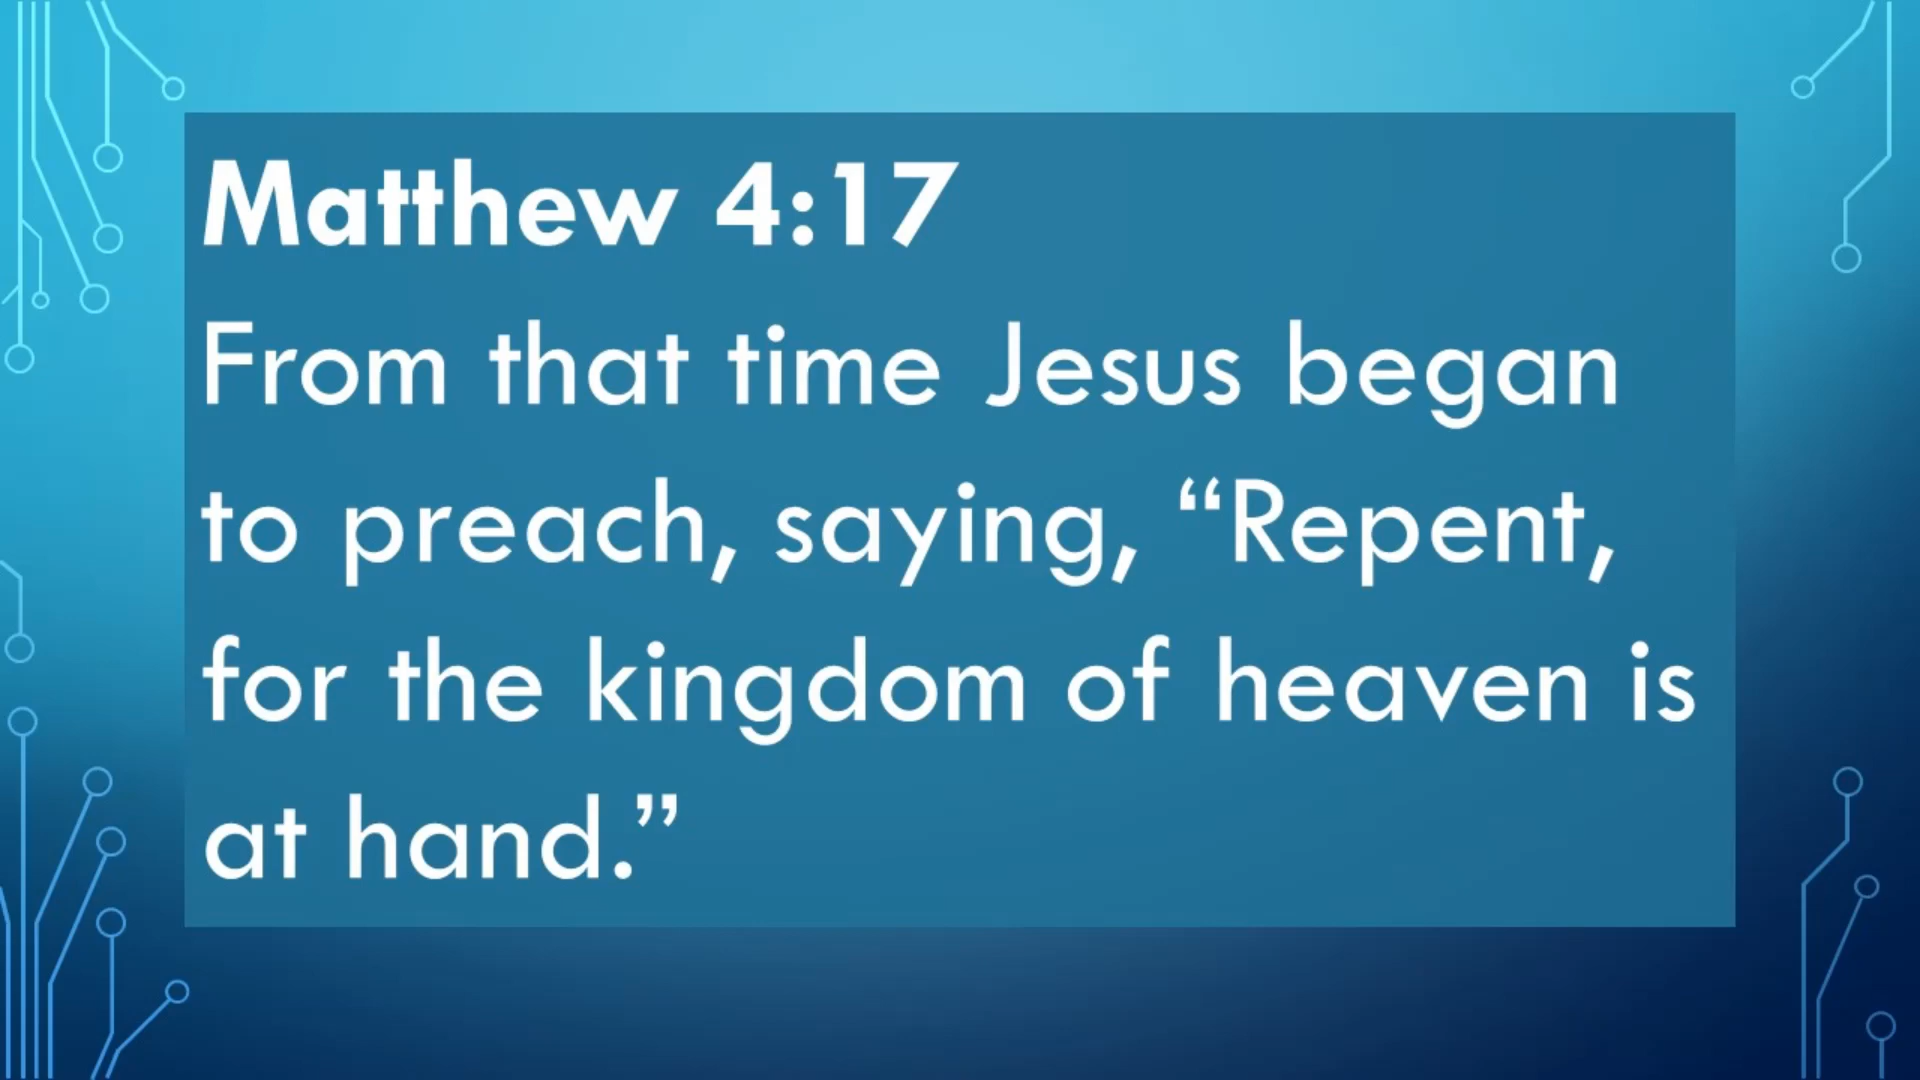 Matthew 4:17
From that time Jesus began
to preach, saying, “Repent,
for the kingdom of heaven is
at hand.”